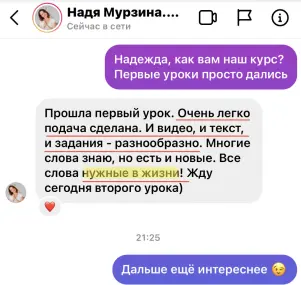 Надя Мурзина....
Сейчас в сети
Надежда, как вам наш курс?
Первые уроки просто дались
Прошла первый урок. Очень легко
подача сделана. И видео, и текст,
и задания - разнообразно. Многие
слова знаю, но есть и новые. Все
слова нужные в жизни! Жду
сегодня второго урока)
21:25
Дальше ещё интереснее 😉